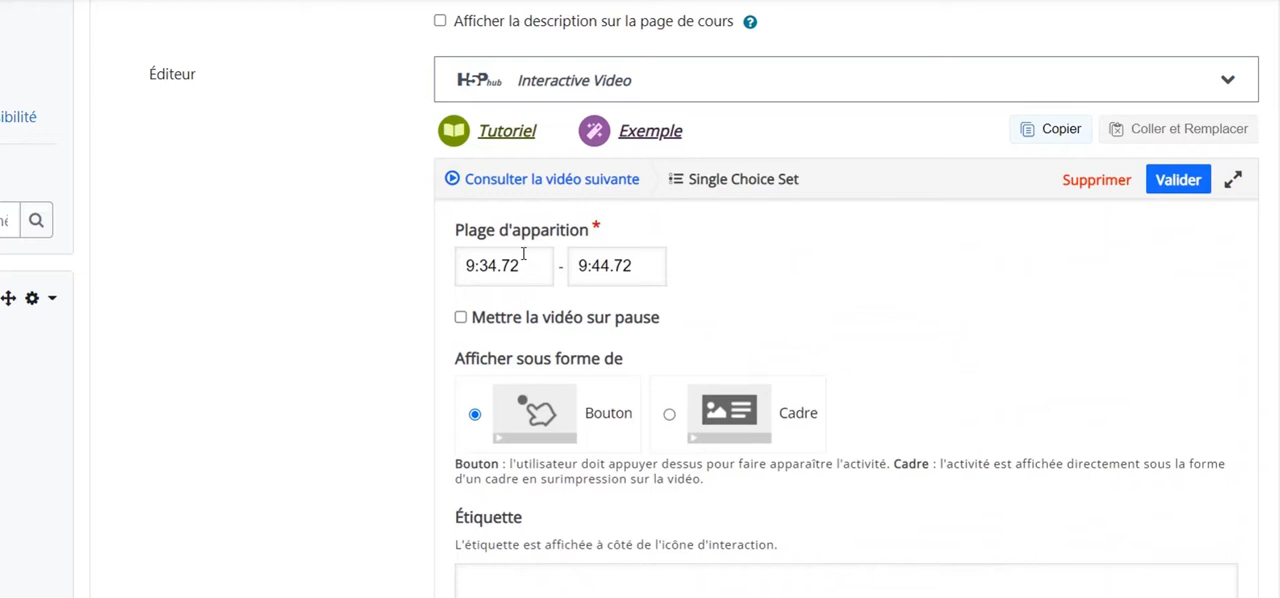 Afficher la description sur la page de cours
Éditeur
H5P hub Interactive Video
ibilité
Tutoriel Exemple Copier Coller et Remplacer
Consulter la vidéo suivante Single Choice Set Supprimer Valider
Plage d'apparition *
9:34.72 - 9:44.72
Mettre la vidéo sur pause
Afficher sous forme de
Bouton Cadre
Bouton : l'utilisateur doit appuyer dessus pour faire apparaître l'activité. Cadre : l'activité est affichée directement sous la forme
d'un cadre en surimpression sur la vidéo.
Étiquette
L'étiquette est affichée à côté de l'icône d'interaction.